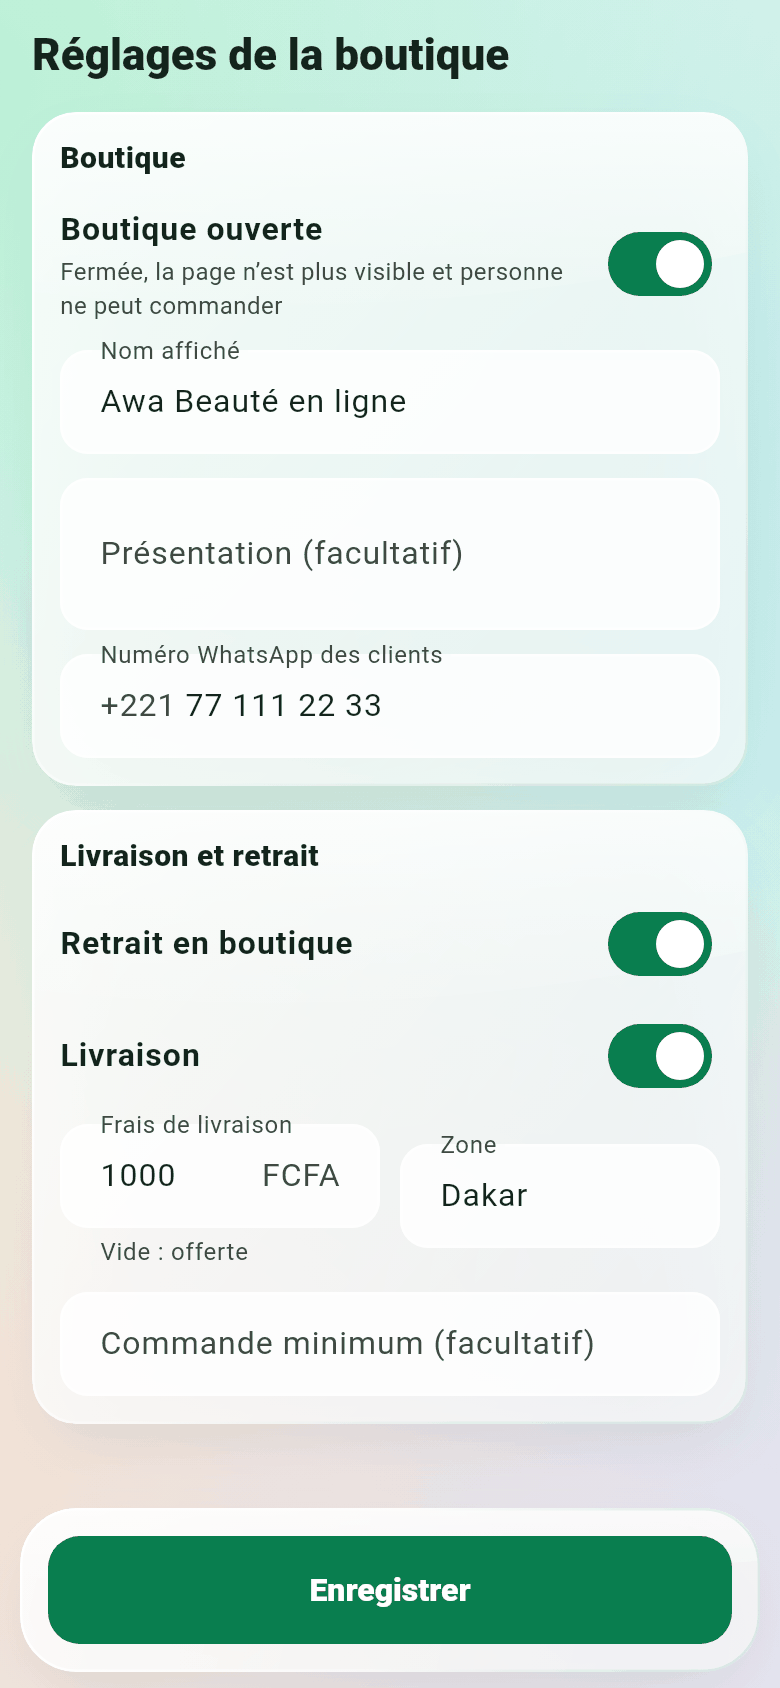 Réglages de la boutique
Boutique
Boutique ouverte
Fermée, la page n’est plus visible et personne
ne peut commander
Nom affiché
Awa Beauté en ligne
Présentation (facultatif)
Numéro WhatsApp des clients
+221 77 111 22 33
Livraison et retrait
Retrait en boutique
Livraison
Frais de livraison
1000 FCFA
Vide : offerte
Zone
Dakar
Commande minimum (facultatif)
Enregistrer